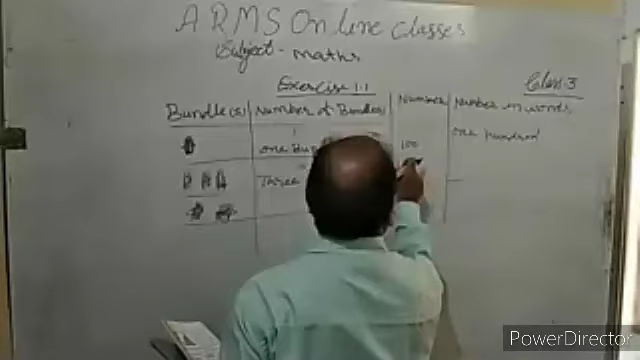 ARMS Online Classes
Subject - Maths
Exercise 1.1
Class-3
Bundle(s) Number of Bundles Number Number in words
one 100 one hundred
Three
PowerDirector